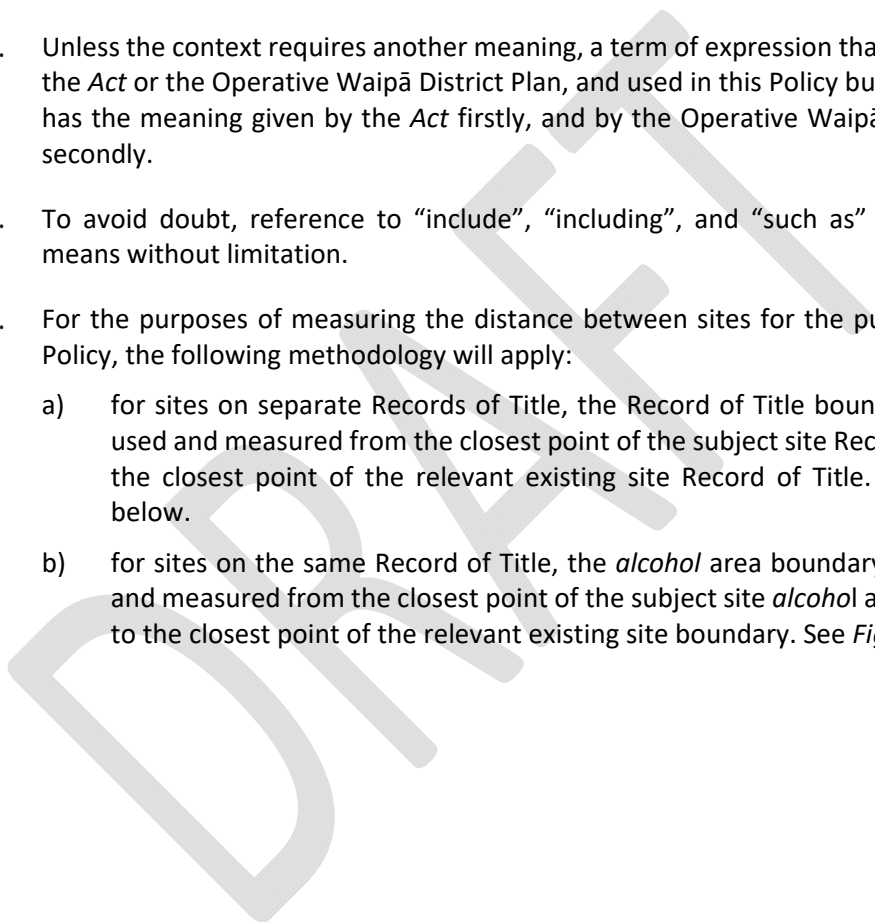 . Unless the context requires another meaning, a term of expression tha
the Act or the Operative Waipā District Plan, and used in this Policy bu
has the meaning given by the Act firstly, and by the Operative Waipā
secondly.
. To avoid doubt, reference to “include”, “including”, and “such as”
means without limitation.
. For the purposes of measuring the distance between sites for the pu
Policy, the following methodology will apply:
a) for sites on separate Records of Title, the Record of Title boun
used and measured from the closest point of the subject site Rec
the closest point of the relevant existing site Record of Title.
below.
b) for sites on the same Record of Title, the alcohol area boundary
and measured from the closest point of the subject site alcohol a
to the closest point of the relevant existing site boundary. See Fig
DRAFT